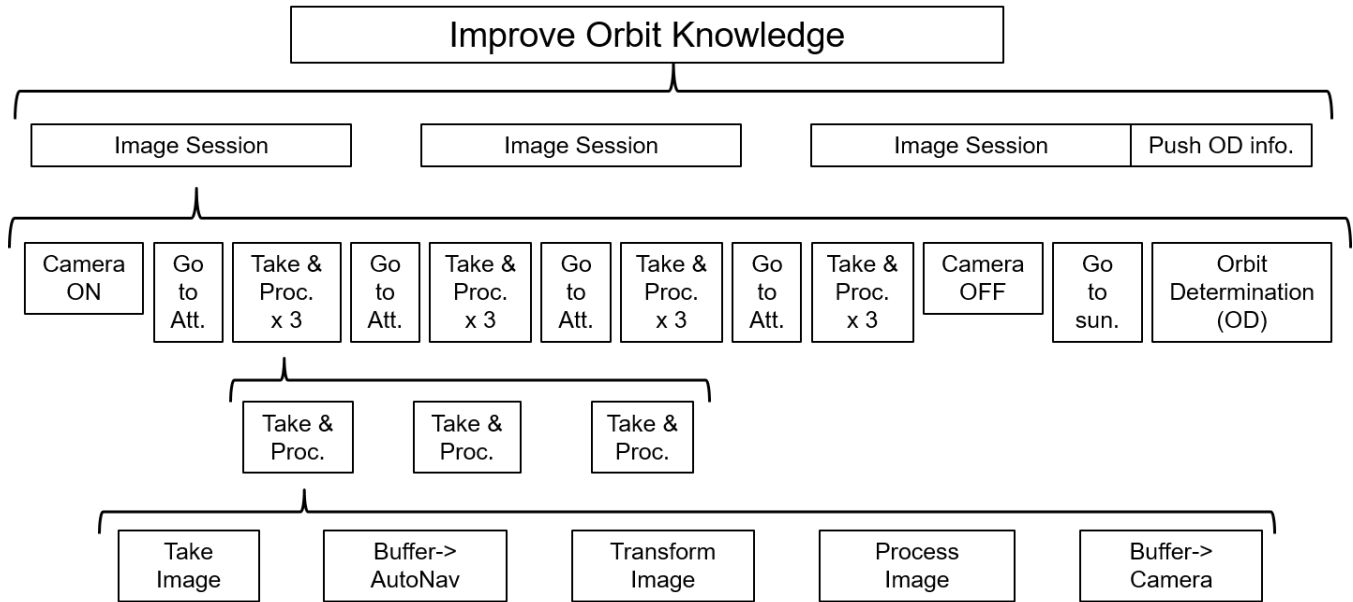 Improve Orbit Knowledge
Image Session
Image Session
Image Session
Push OD info.
Camera
ON
Go
to
Att.
Take &
Proc.
x 3
Go
to
Att.
Take &
Proc.
x 3
Go
to
Att.
Take &
Proc.
x 3
Go
to
Att.
Take &
Proc.
x 3
Camera
OFF
Go
to
sun.
Orbit
Determination
(OD)
Take &
Proc.
Take &
Proc.
Take &
Proc.
Take
Image
Buffer->
AutoNav
Transform
Image
Process
Image
Buffer->
Camera